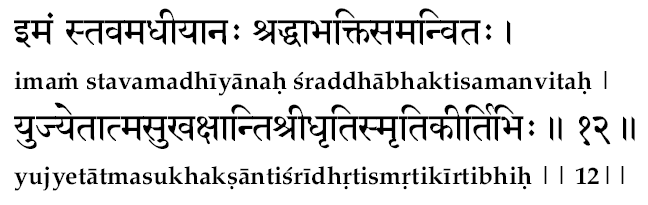 इमं स्तवमधीयानः श्रद्धाभक्तिसमन्वितः ।
imaṁ stavamadhīyānaḥ śraddhābhaktisamanvitaḥ |
युज्येतात्मसुखक्षान्तिश्रीधृतिस्मृतिकीर्तिभिः ॥ १२ ॥
yujyetātmasukhakṣāntiśrīdhṛtismṛtikīrtibhiḥ || 12||